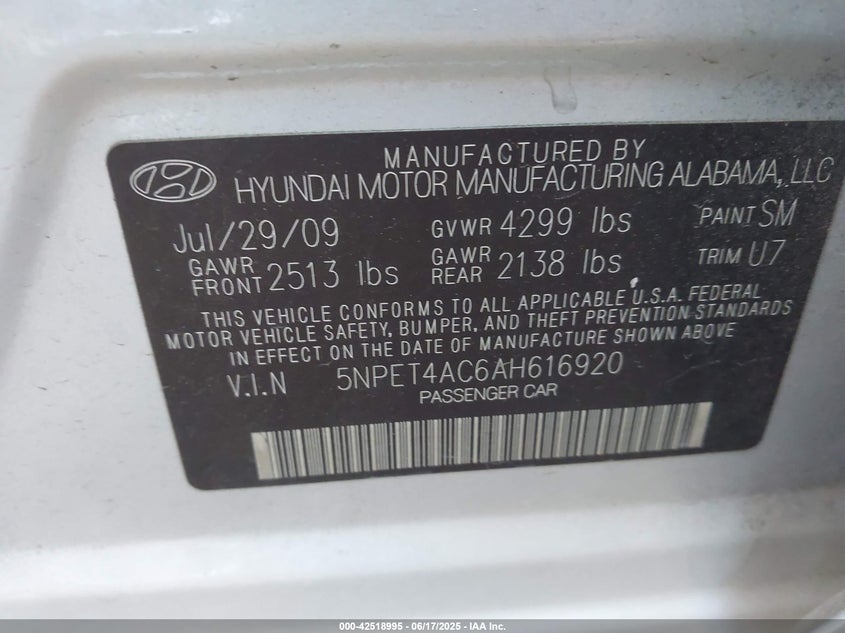 MANUFACTURED BY
HYUNDAI MOTOR MANUFACTURING ALABAMA, LLC
Jul/29/09 GVWR 4299 lbs PAINT SM
GAWR FRONT 2513 lbs GAWR REAR 2138 lbs TRIM U7
THIS VEHICLE CONFORMS TO ALL APPLICABLE U.S.A. FEDERAL
MOTOR VEHICLE SAFETY, BUMPER, AND THEFT PREVENTION STANDARDS
IN EFFECT ON THE DATE OF MANUFACTURE SHOWN ABOVE
V.I.N 5NPET4AC6AH616920
PASSENGER CAR
000-42518995 - 06/17/2025 - IAA Inc.